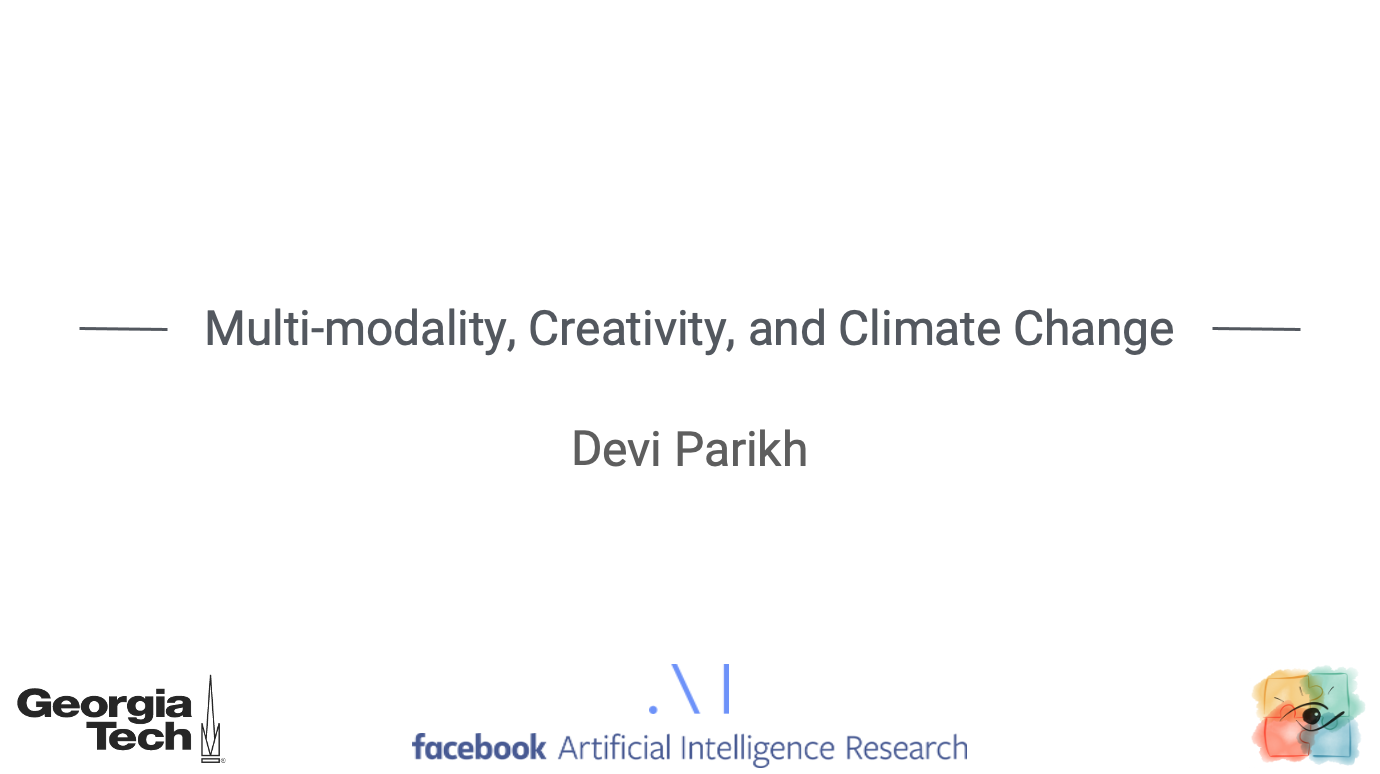 Multi-modality, Creativity, and Climate Change
Devi Parikh
Georgia
Tech
facebook Artificial Intelligence Research